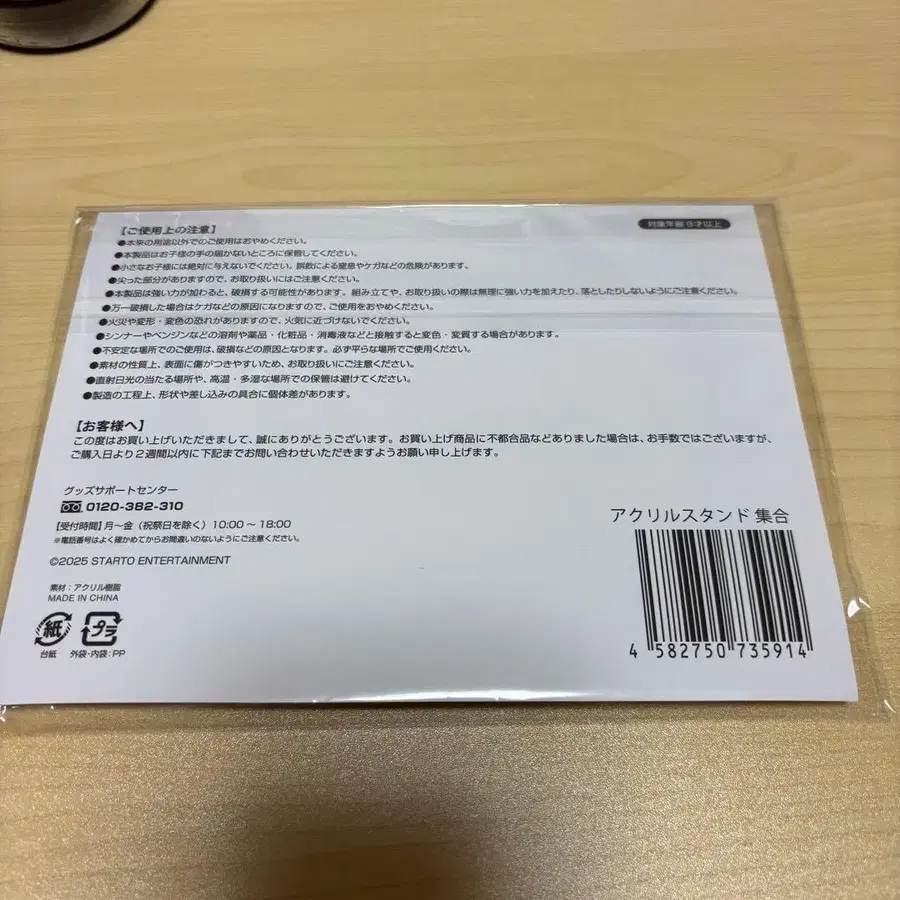 【ご使用上の注意】
対象年齢 6才以上
●本来の用途以外でのご使用はおやめください。
●本製品はお子様の手の届かないところに保管してください。
●小さなお子様には絶対に与えないでください。誤飲による窒息やケガなどの危険があります。
●尖った部分がありますので、お取り扱いにはご注意ください。
●本製品は強い力が加わると、破損する可能性があります。組み立てや、お取り扱いの際は無理に強い力を加えたり、落としたりしないようにご注意ください。
●万一破損した場合はケガなどの原因になりますので、ご使用をおやめください。
●火災や変形・変色の恐れがありますので、火気に近づけないでください。
●シンナーやベンジンなどの溶剤や薬品・化粧品・消毒液などと接触すると変色・変質する場合があります。
●不安定な場所でのご使用は、破損などの原因となります。必ず平らな場所でご使用ください。
●素材の性質上、表面に傷がつきやすいため、お取り扱いにご注意ください。
●直射日光の当たる場所や、高温・多湿な場所での保管は避けてください。
●製造の工程上、形状や差し込みの具合に個体差があります。
【お客様へ】
この度はお買い上げいただきまして、誠にありがとうございます。お買い上げ商品に不都合品などありました場合は、お手数ではございますが、
ご購入日より2週間以内に下記までお問い合わせいただきますようお願い申し上げます。
グッズサポートセンター
0120-382-310
【受付時間】月〜金（祝祭日を除く）10:00〜18:00
※電話番号はよく確かめてからお間違いのないようにご注意ください。
©2025 STARTO ENTERTAINMENT
素材：アクリル樹脂
MADE IN CHINA
紙
プラ
台紙
外袋・内袋：PP
アクリルスタンド 集合
4 582750 735914